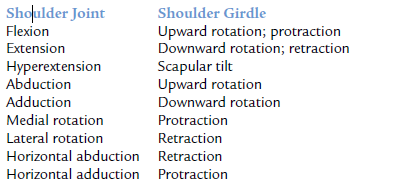 Shoulder Joint Shoulder Girdle
Flexion Upward rotation; protraction
Extension Downward rotation; retraction
Hyperextension Scapular tilt
Abduction Upward rotation
Adduction Downward rotation
Medial rotation Protraction
Lateral rotation Retraction
Horizontal abduction Retraction
Horizontal adduction Protraction